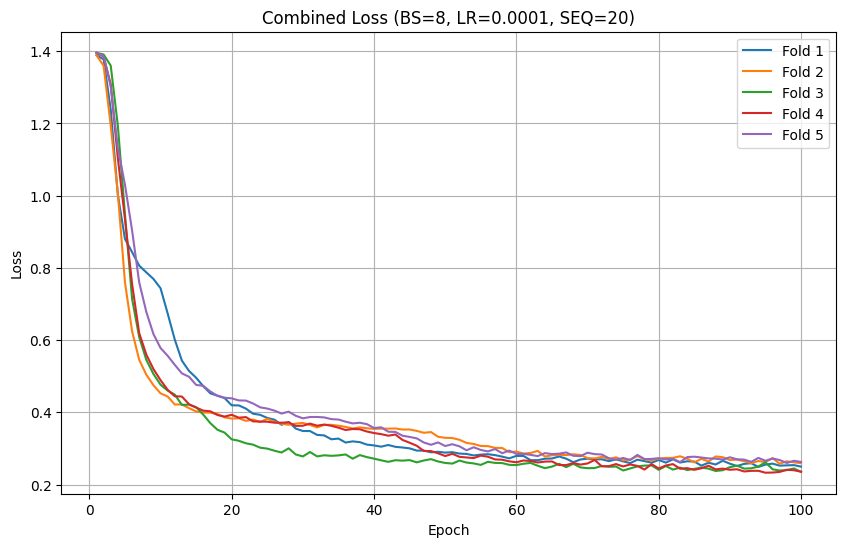 Combined Loss (BS=8, LR=0.0001, SEQ=20)
Fold 1
Fold 2
Fold 3
Fold 4
Fold 5
Loss
1.4
1.2
1.0
0.8
0.6
0.4
0.2
0 20 40 60 80 100
Epoch